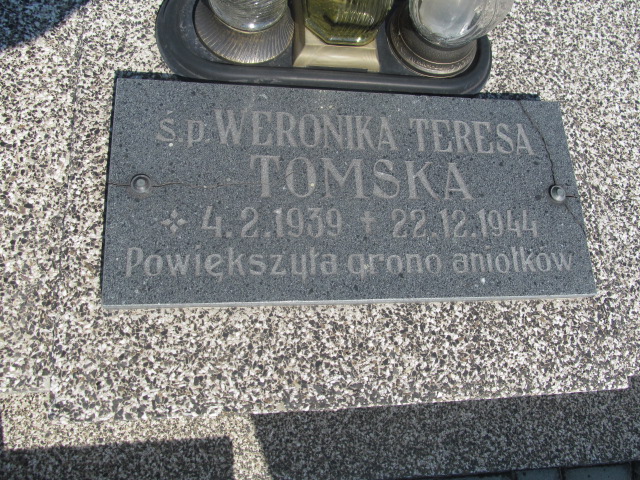 ś.p. WERONIKA TERESA
TOMSKA
4.2.1939 † 22.12.1944
Powiększyła grono aniołków